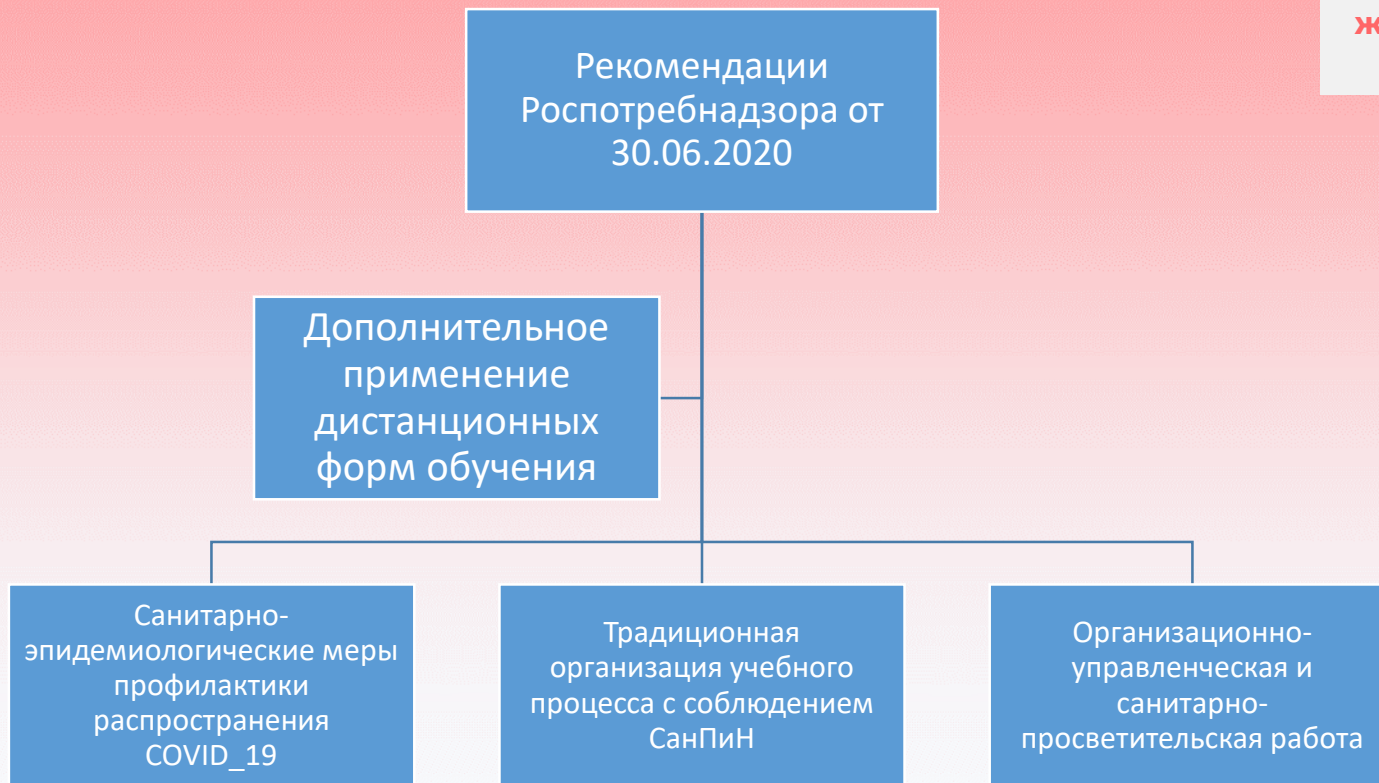 Рекомендации
Роспотребнадзора от
30.06.2020
Дополнительное
применение
дистанционных
форм обучения
Санитарно-
эпидемиологические меры
профилактики
распространения
COVID_19
Традиционная
организация учебного
процесса с соблюдением
СанПиН
Организационно-
управленческая и
санитарно-
просветительская работа